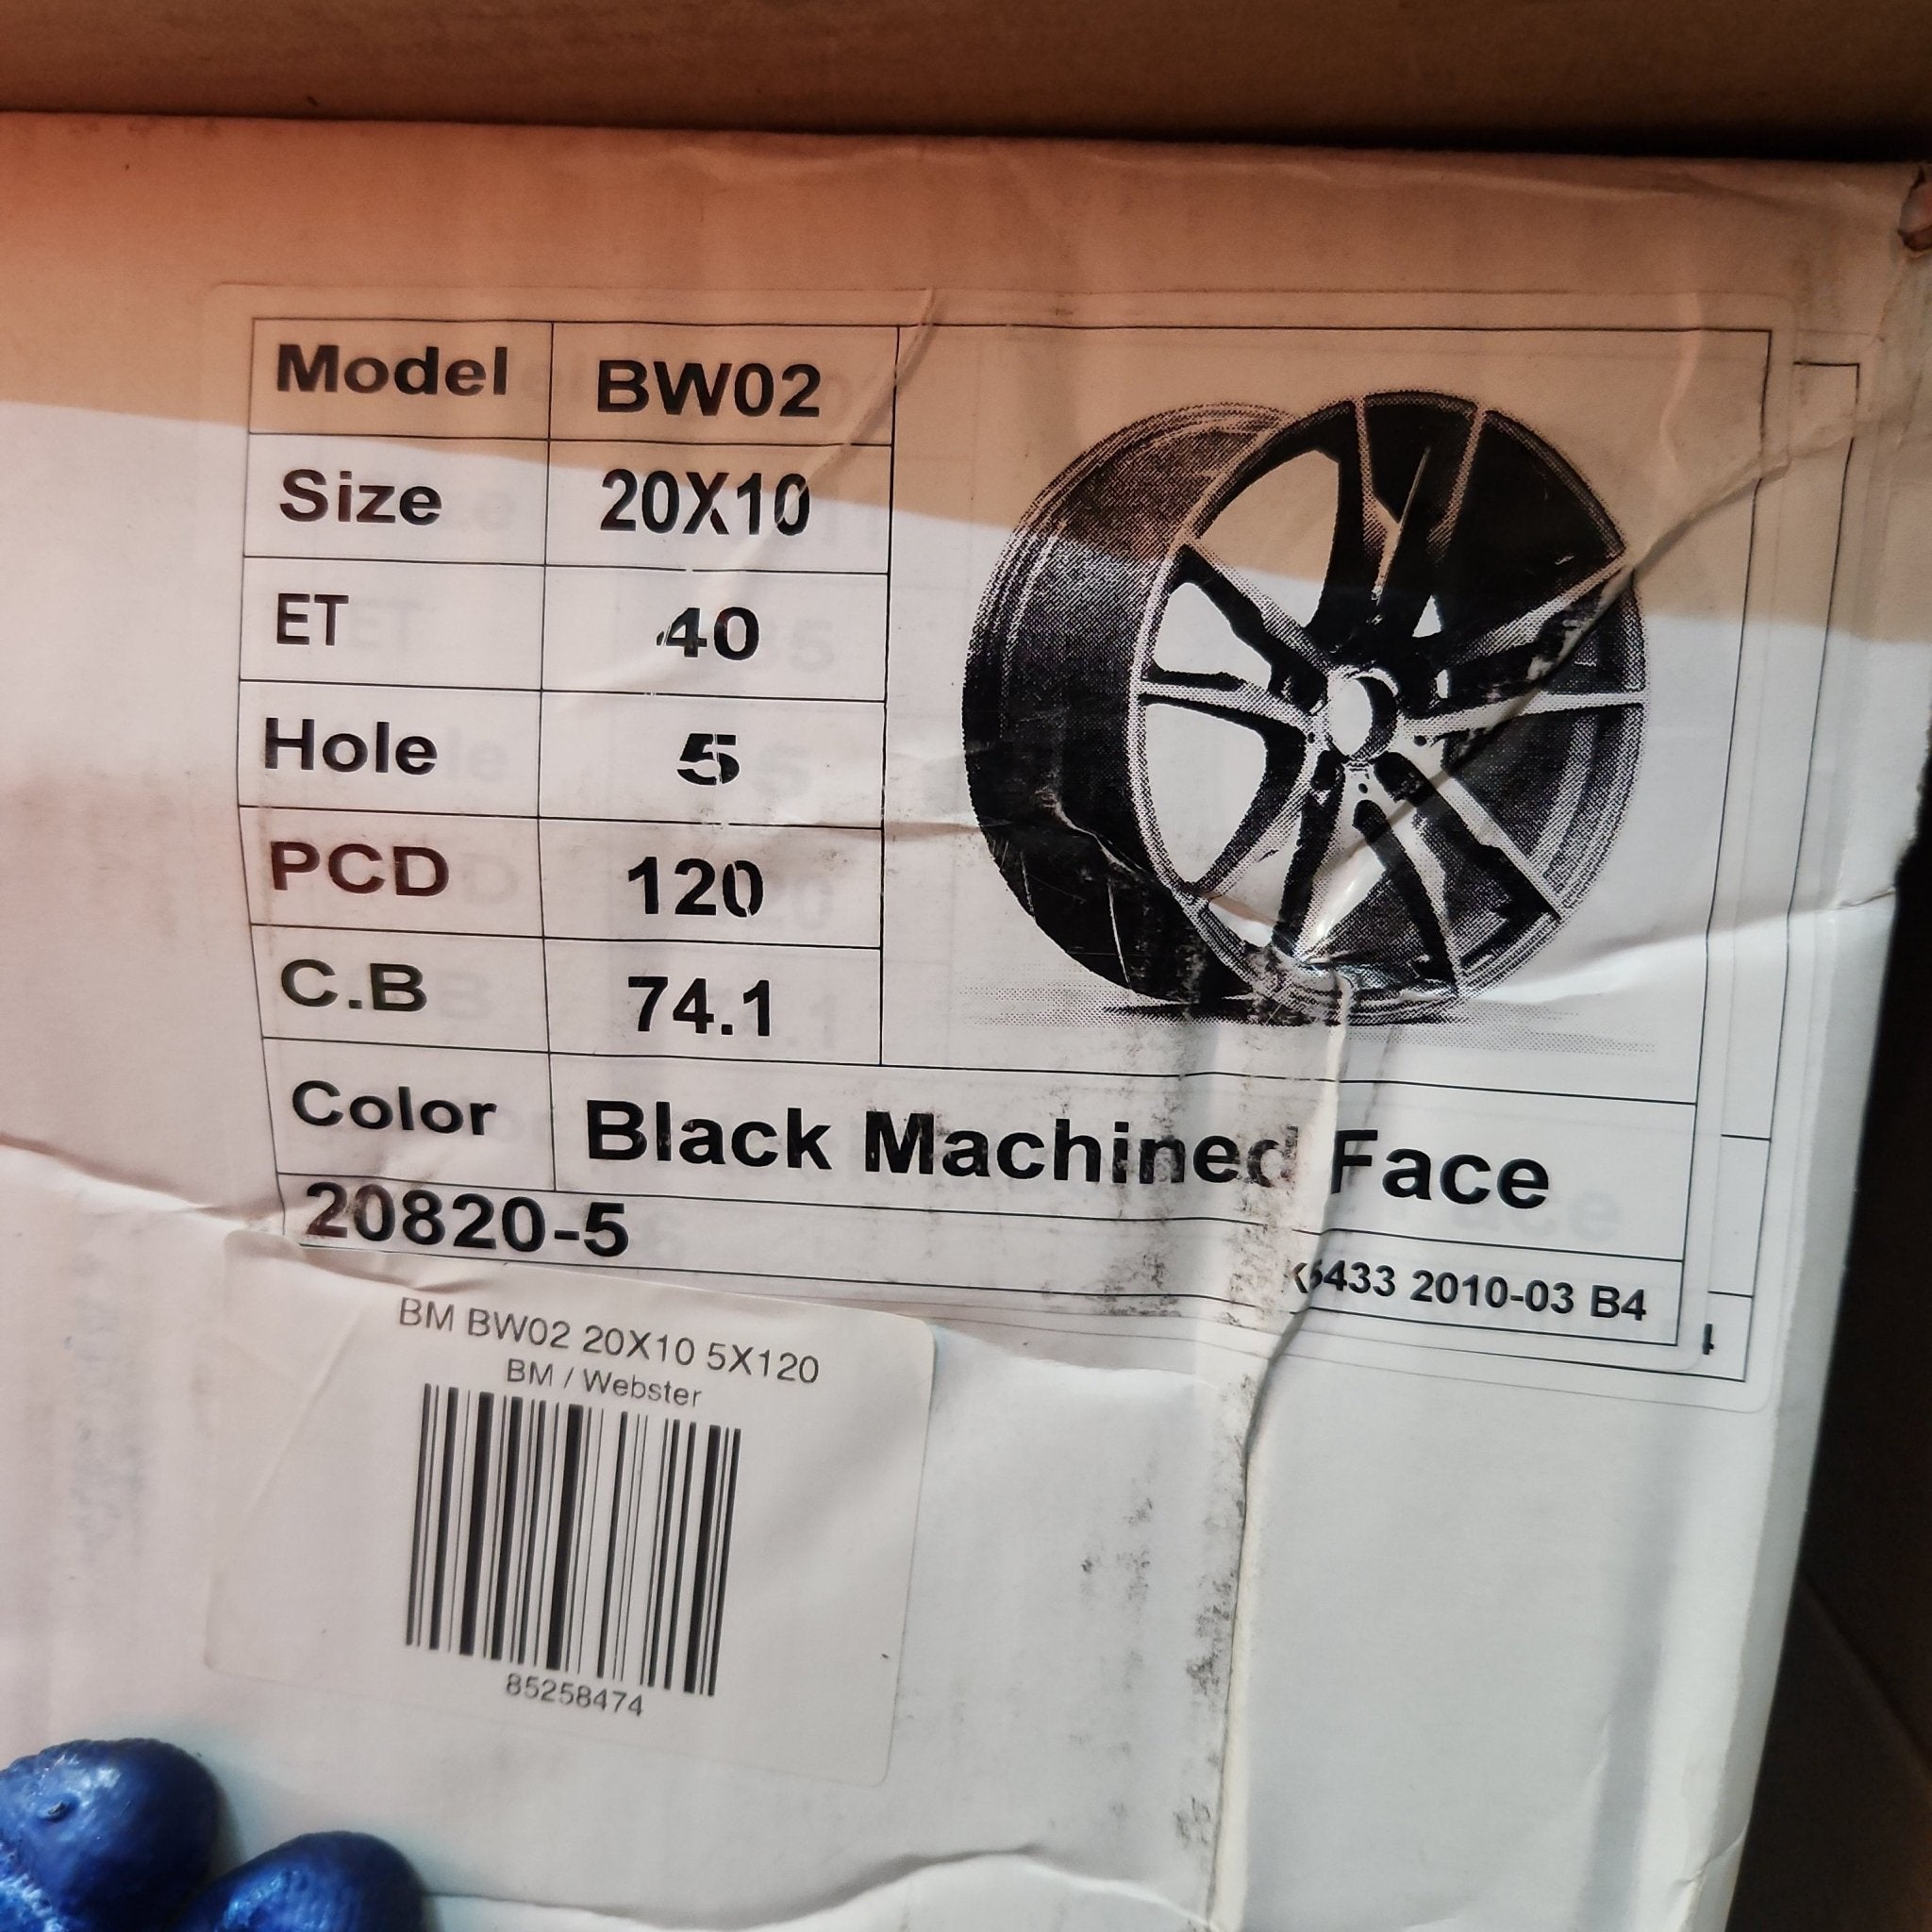 Model BW02
Size 20X10
ET 40
Hole 5
PCD 120
C.B 74.1
Color Black Machined Face
20820-5
2010-03 B4
BM BW02 20X10 5X120
BM / Webster
85258474